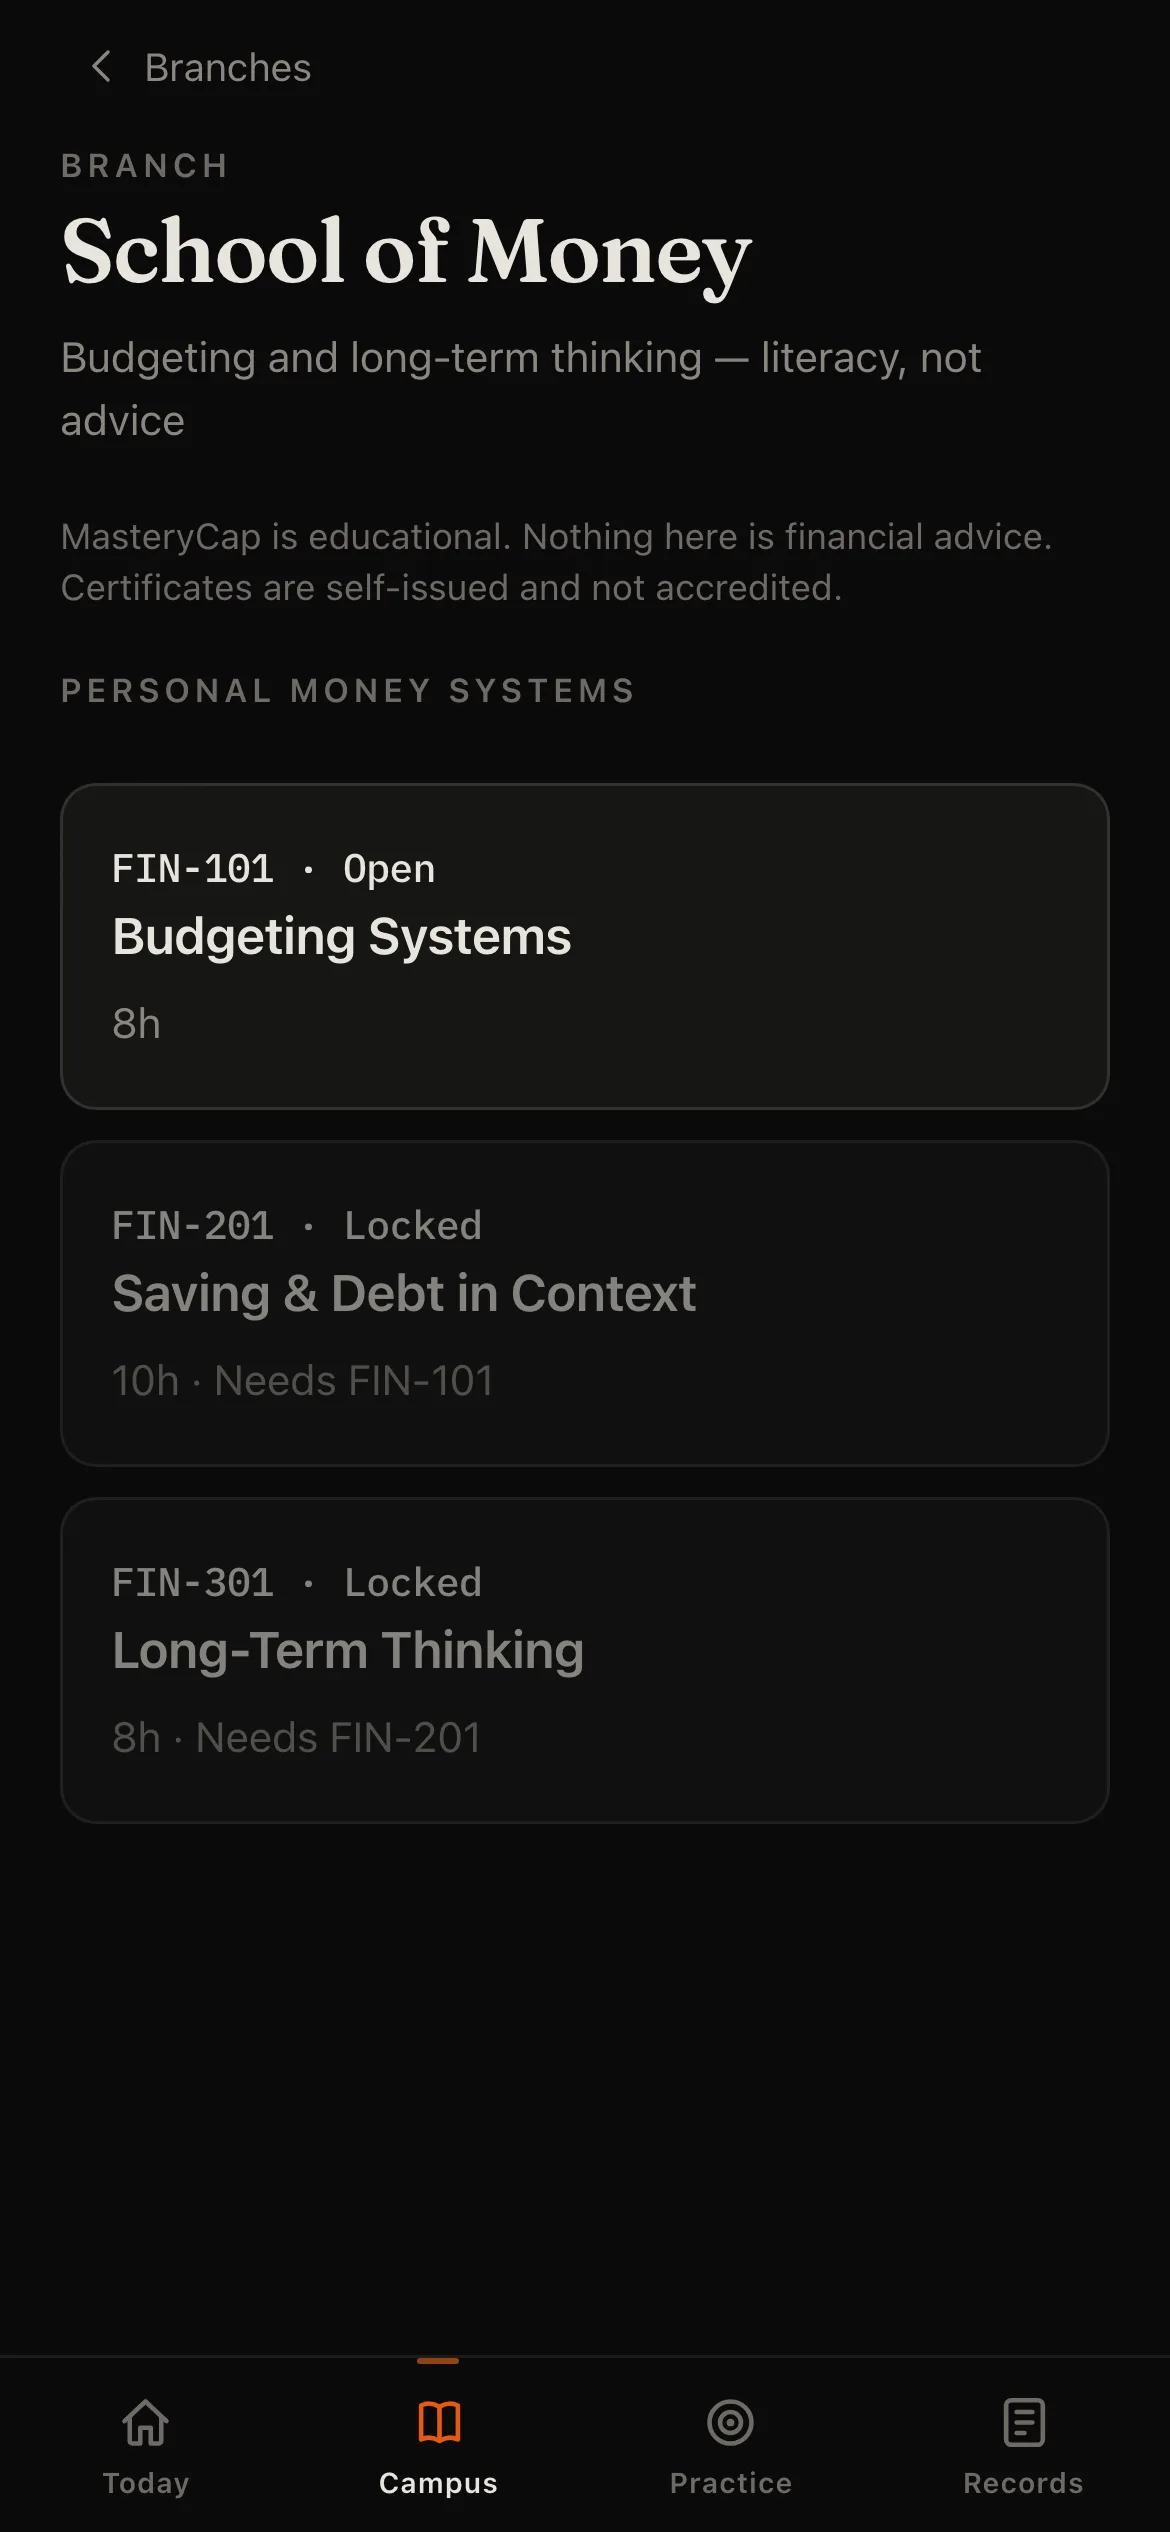 Branches
BRANCH
School of Money
Budgeting and long-term thinking — literacy, not
advice
MasteryCap is educational. Nothing here is financial advice.
Certificates are self-issued and not accredited.
PERSONAL MONEY SYSTEMS
FIN-101 · Open
Budgeting Systems
8h
FIN-201 · Locked
Saving & Debt in Context
10h · Needs FIN-101
FIN-301 · Locked
Long-Term Thinking
8h · Needs FIN-201
Today
Campus
Practice
Records